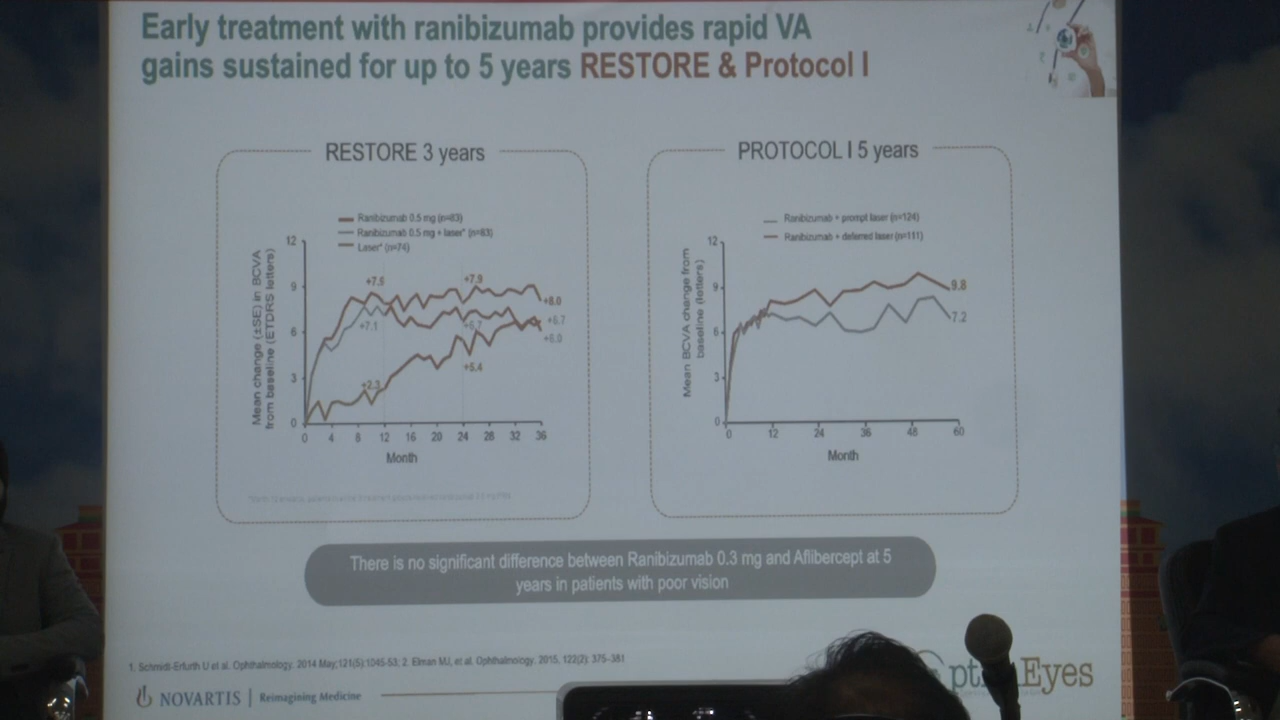 Early treatment with ranibizumab provides rapid VA
gains sustained for up to 5 years RESTORE & Protocol I
RESTORE 3 years
Ranibizumab 0.5 mg (n=83)
Ranibizumab 0.5 mg + laser* (n=83)
Laser* (n=74)
Mean change (±SE) in BCVA
from baseline (ETDRS letters)
12
9
6
3
0
+7.9
+8.0
+7.1
+6.7
+6.0
+2.3
+5.4
0 4 8 12 16 20 24 28 32 36
Month
PROTOCOL I 5 years
Ranibizumab + prompt laser (n=124)
Ranibizumab + deferred laser (n=111)
Mean BCVA change from
baseline (letters)
12
9
6
3
0
9.8
7.2
0 12 24 36 48 60
Month
There is no significant difference between Ranibizumab 0.3 mg and Aflibercept at 5
years in patients with poor vision
1. Schmidt-Erfurth U et al. Ophthalmology. 2014 May;121(5):1045-53; 2. Elman MJ, et al. Ophthalmology. 2015, 122(2): 375-381
NOVARTIS | Reimagining Medicine
Eyes